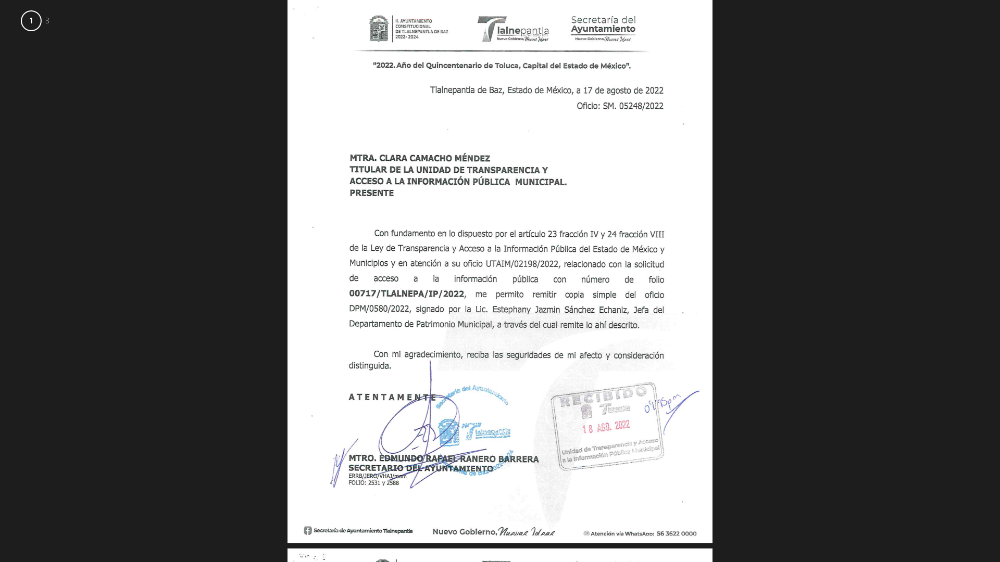 1 3
H. AYUNTAMIENTO
CONSTITUCIONAL
DE TLALNEPANTLA DE BAZ
2022-2024
Tlalnepantla
de Baz 2022-2024
Nuevo Gobierno, Nuevas Ideas
Secretaría del
Ayuntamiento
Nuevo Gobierno, Nuevas Ideas
“2022. Año del Quincentenario de Toluca, Capital del Estado de México”.
Tlalnepantla de Baz, Estado de México, a 17 de agosto de 2022
Oficio: SM. 05248/2022
MTRA. CLARA CAMACHO MÉNDEZ
TITULAR DE LA UNIDAD DE TRANSPARENCIA Y
ACCESO A LA INFORMACIÓN PÚBLICA MUNICIPAL.
PRESENTE
Con fundamento en lo dispuesto por el artículo 23 fracción IV y 24 fracción VIII
de la Ley de Transparencia y Acceso a la Información Pública del Estado de México y
Municipios y en atención a su oficio UTAIM/02198/2022, relacionado con la solicitud
de acceso a la información pública con número de folio
00717/TLALNEPA/IP/2022, me permito remitir copia simple del oficio
DPM/0580/2022, signado por la Lic. Estephany Jazmin Sánchez Echaniz, Jefa del
Departamento de Patrimonio Municipal, a través del cual remite lo ahí descrito.
Con mi agradecimiento, reciba las seguridades de mi afecto y consideración
distinguida.
ATENTAMENTE
Secretaría del Ayuntamiento
Tlalnepantla
de Baz 2022-2024
RECIBIDO
Tlalnepantla
18 AGO. 2022
Unidad de Transparencia y Acceso
a la Información Pública Municipal
MTRO. EDMUNDO RAFAEL RANERO BARRERA
SECRETARIO DEL AYUNTAMIENTO
ERRB/JERO/VHAJ/mom
FOLIO: 2531 y 2588
Secretaría de Ayuntamiento Tlalnepantla
Nuevo Gobierno, Nuevas Ideas
Atención vía WhatsApp: 56 3622 0000